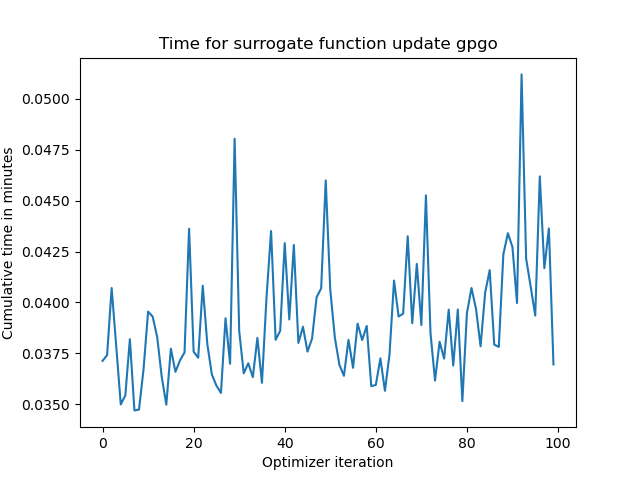 Time for surrogate function update gpgo
Cumulative time in minutes
0.0500
0.0475
0.0450
0.0425
0.0400
0.0375
0.0350
0 20 40 60 80 100
Optimizer iteration